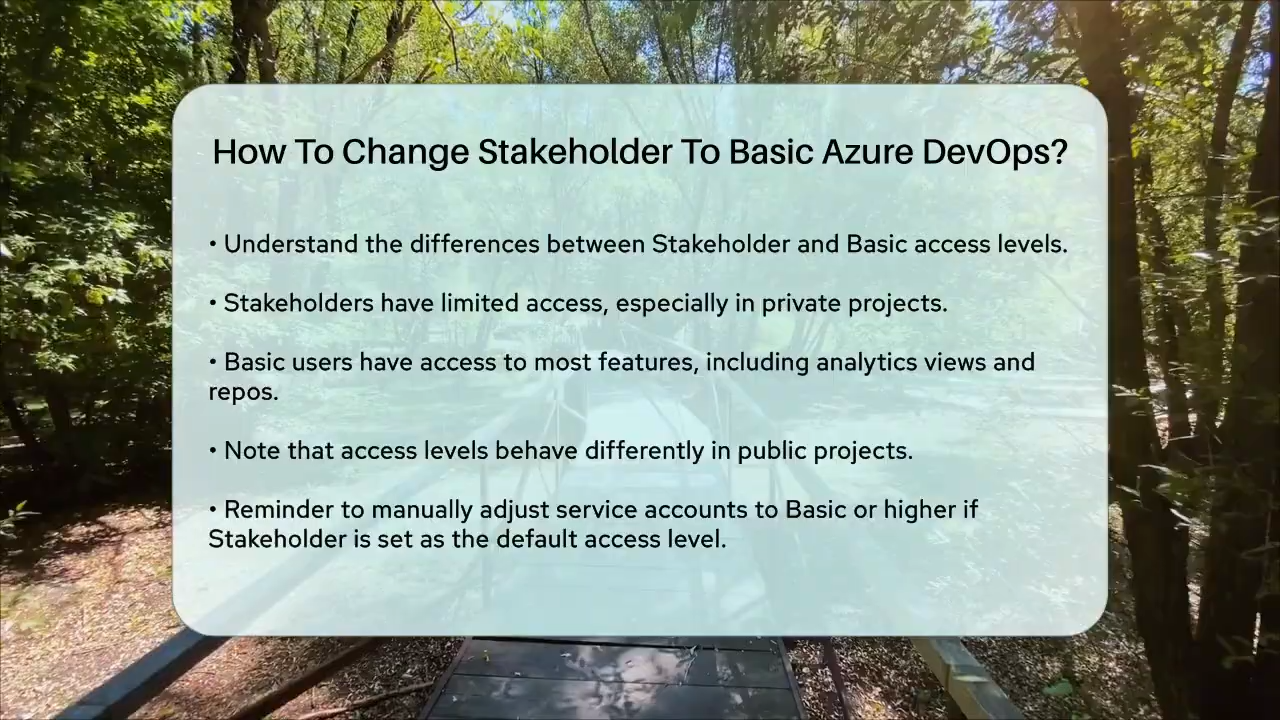 How To Change Stakeholder To Basic Azure DevOps?
• Understand the differences between Stakeholder and Basic access levels.
• Stakeholders have limited access, especially in private projects.
• Basic users have access to most features, including analytics views and
repos.
• Note that access levels behave differently in public projects.
• Reminder to manually adjust service accounts to Basic or higher if
Stakeholder is set as the default access level.